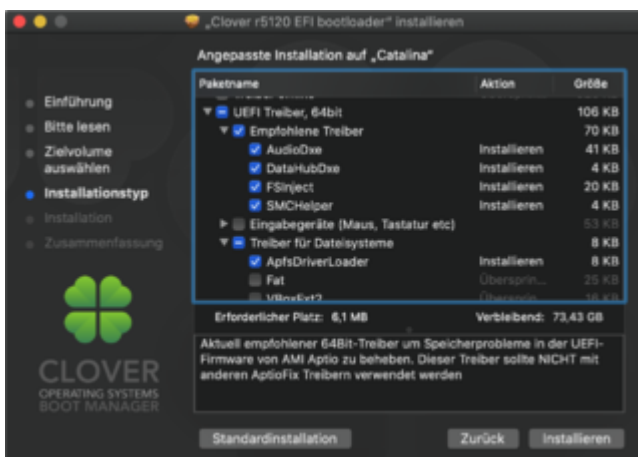 „Clover r5120 EFI bootloader“ installieren
Angepasste Installation auf „Catalina“
Paketname Aktion Größe
UEFI Treiber, 64bit 106 KB
Empfohlene Treiber 70 KB
AudioDxe Installieren 41 KB
DataHubDxe Installieren 4 KB
FSInject Installieren 20 KB
SMCHelper Installieren 4 KB
Eingabegeräte (Maus, Tastatur etc) 53 KB
Treiber für Dateisysteme 8 KB
ApfsDriverLoader Installieren 8 KB
Fat Übersprin... 25 KB
VBoxExt2 Übersprin... 16 KB
Erforderlicher Platz: 6,1 MB Verbleibend: 73,43 GB
Aktuell empfohlener 64Bit-Treiber um Speicherprobleme in der UEFI-
Firmware von AMI Aptio zu beheben. Dieser Treiber sollte NICHT mit
anderen AptioFix Treibern verwendet werden
Einführung
Bitte lesen
Zielvolume
auswählen
Installationstyp
Installation
Zusammenfassung
CLOVER
OPERATING SYSTEMS
BOOT MANAGER
Standardinstallation Zurück Installieren